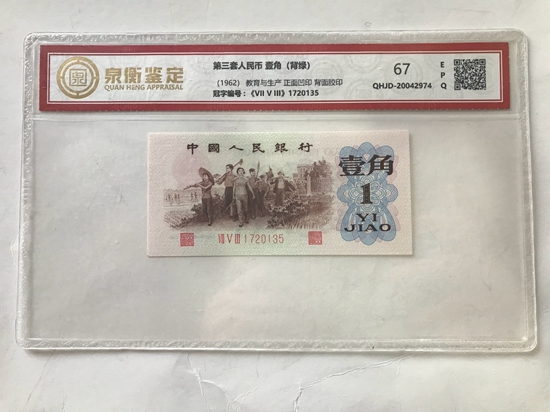 泉衡鉴定
QUAN HENG APPRAISAL
第三套人民币 壹角（背绿）
（1962） 教育与生产 正面凹印 背面胶印
冠字编号：《VII V III》1720135
67
EPQ
QHJD-20042974
中國人民銀行
壹角
1
YI
JIAO
VII V III 1720135